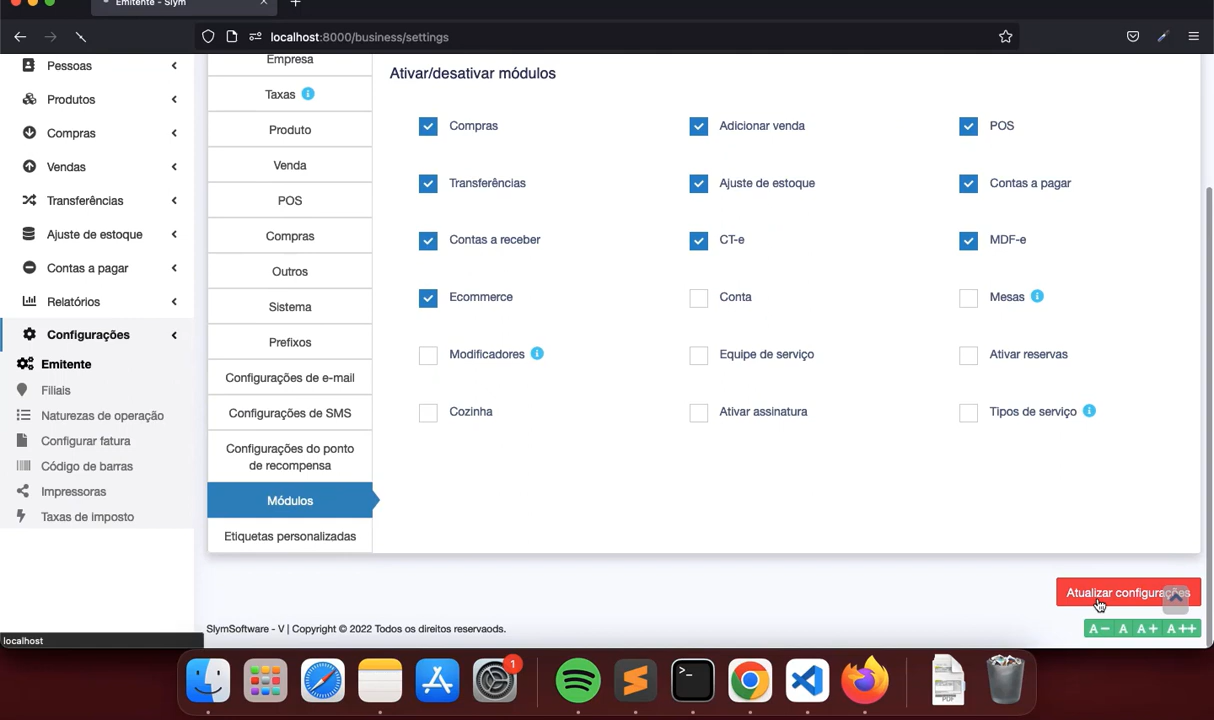 Emitente - Slym
localhost:8000/business/settings
Pessoas
Produtos
Compras
Vendas
Transferências
Ajuste de estoque
Contas a pagar
Relatórios
Configurações
Emitente
Filiais
Naturezas de operação
Configurar fatura
Código de barras
Impressoras
Taxas de imposto
localhost
Empresa
Taxas
Produto
Venda
POS
Compras
Outros
Sistema
Prefixos
Configurações de e-mail
Configurações de SMS
Configurações do ponto
de recompensa
Módulos
Etiquetas personalizadas
Ativar/desativar módulos
Compras
Adicionar venda
POS
Transferências
Ajuste de estoque
Contas a pagar
Contas a receber
CT-e
MDF-e
Ecommerce
Conta
Mesas
Modificadores
Equipe de serviço
Ativar reservas
Cozinha
Ativar assinatura
Tipos de serviço
Atualizar configurações
SlymSoftware - V | Copyright © 2022 Todos os direitos reservaods.
A− A A+ A++
1
PDF